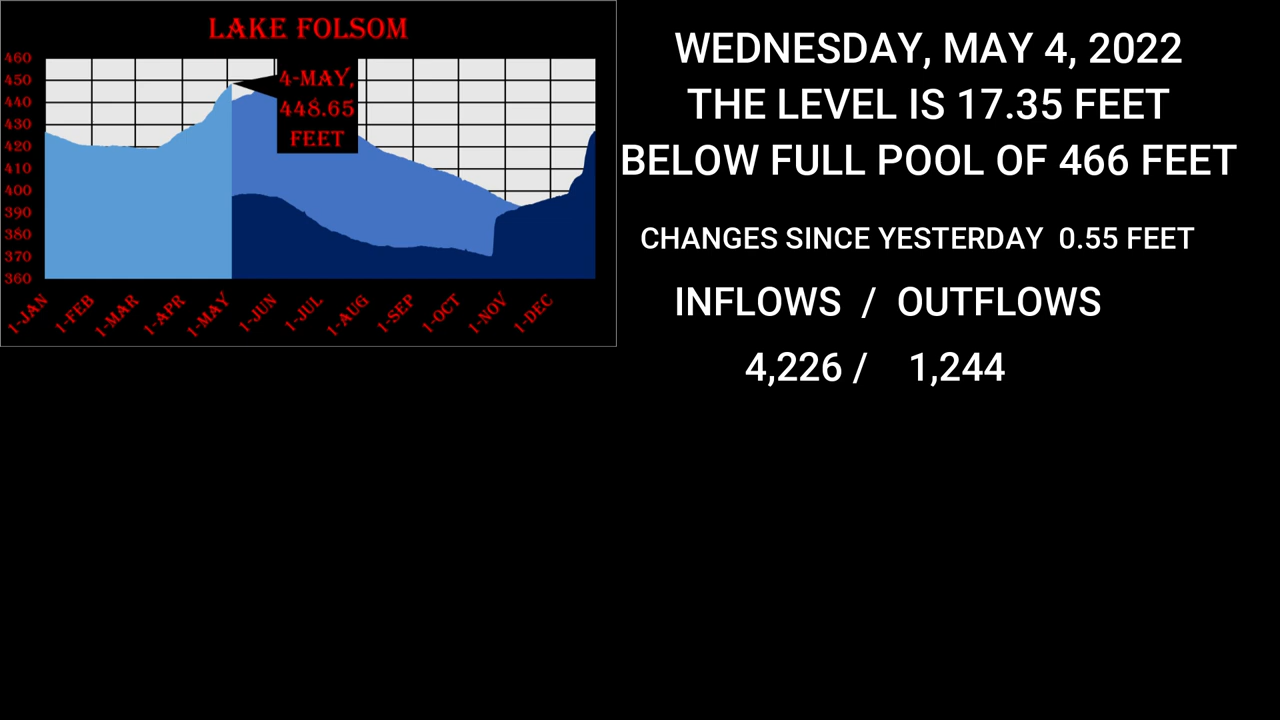 LAKE FOLSOM
460
450
440
430
420
410
400
390
380
370
360
4-MAY,
448.65
FEET
1-JAN
1-FEB
1-MAR
1-APR
1-MAY
1-JUN
1-JUL
1-AUG
1-SEP
1-OCT
1-NOV
1-DEC
WEDNESDAY, MAY 4, 2022
THE LEVEL IS 17.35 FEET
BELOW FULL POOL OF 466 FEET
CHANGES SINCE YESTERDAY 0.55 FEET
INFLOWS / OUTFLOWS
4,226 / 1,244